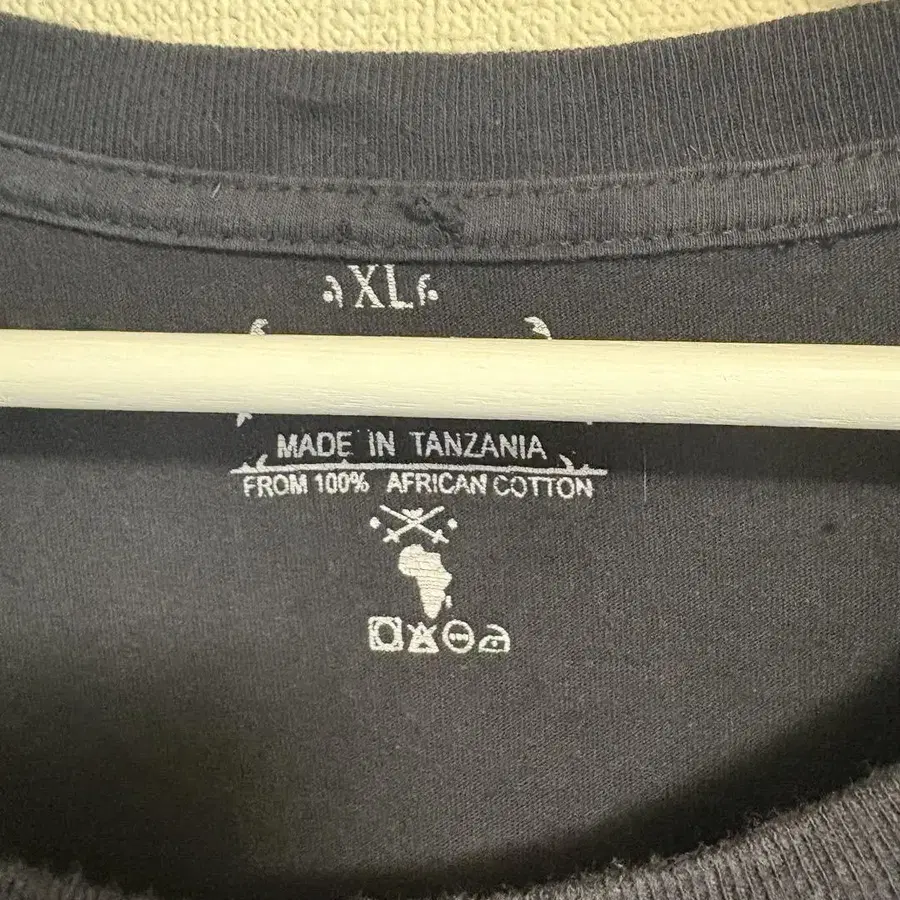 XL
MADE IN TANZANIA
FROM 100% AFRICAN COTTON